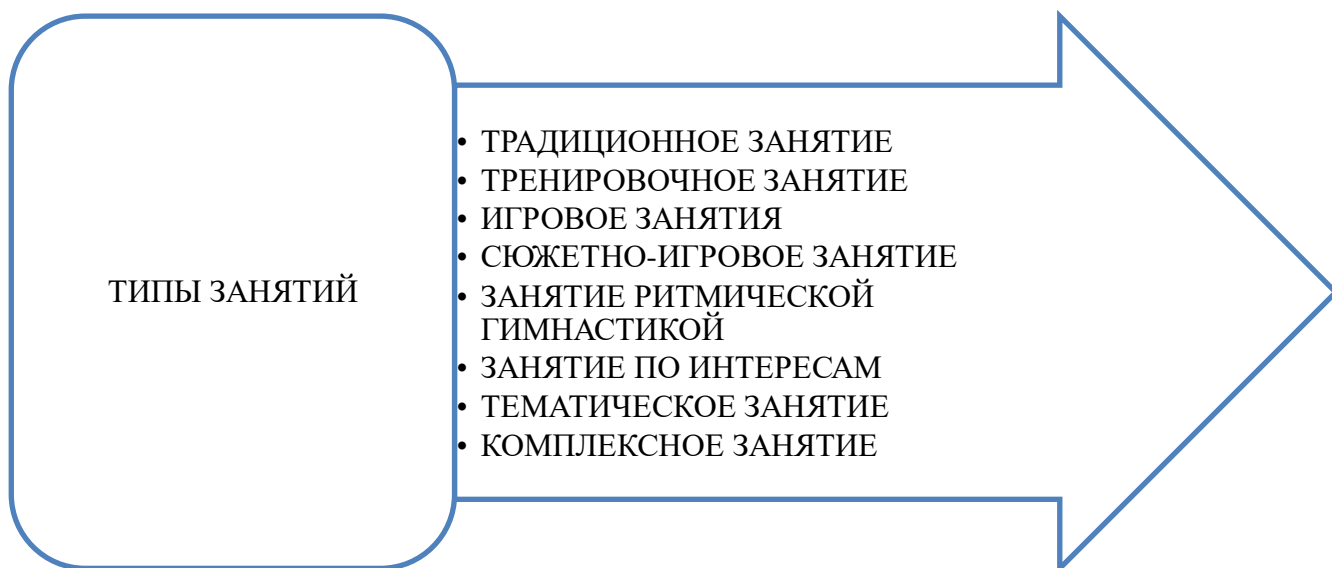 ТИПЫ ЗАНЯТИЙ
• ТРАДИЦИОННОЕ ЗАНЯТИЕ
• ТРЕНИРОВОЧНОЕ ЗАНЯТИЕ
• ИГРОВОЕ ЗАНЯТИЯ
• СЮЖЕТНО-ИГРОВОЕ ЗАНЯТИЕ
• ЗАНЯТИЕ РИТМИЧЕСКОЙ
ГИМНАСТИКОЙ
• ЗАНЯТИЕ ПО ИНТЕРЕСАМ
• ТЕМАТИЧЕСКОЕ ЗАНЯТИЕ
• КОМПЛЕКСНОЕ ЗАНЯТИЕ